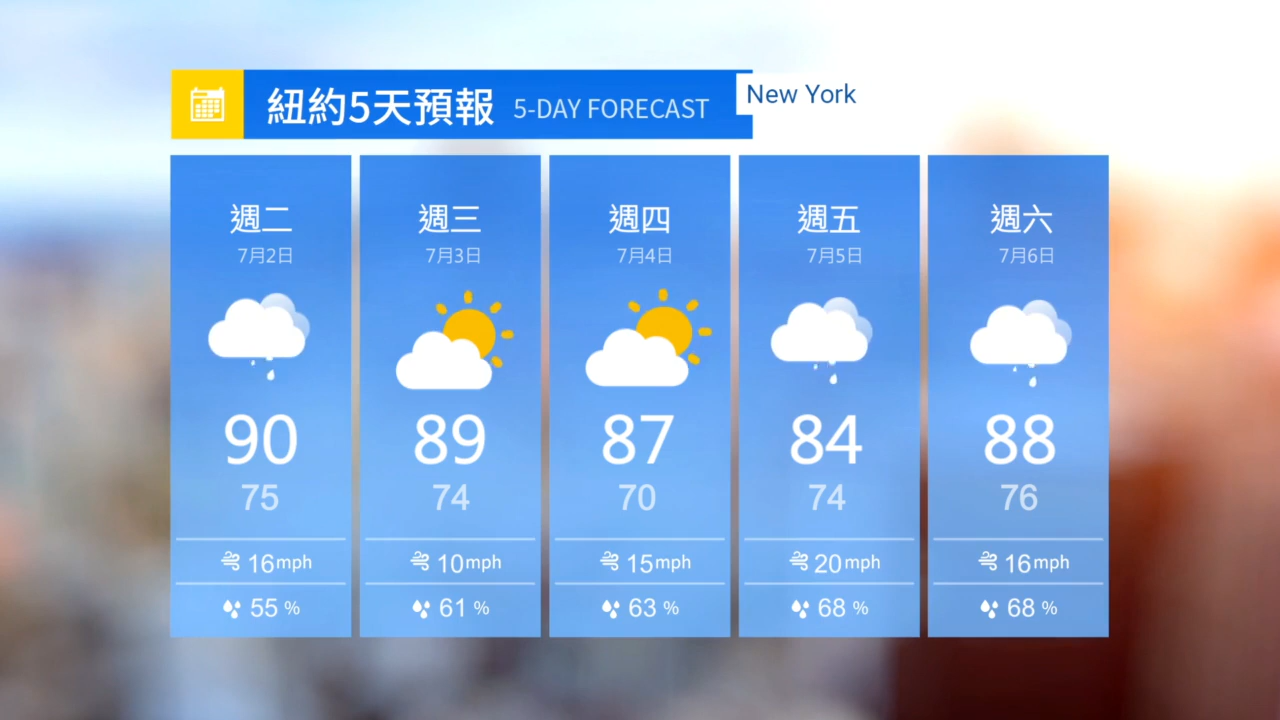 紐約5天預報 5-DAY FORECAST
New York
週二 週三 週四 週五 週六
7月2日 7月3日 7月4日 7月5日 7月6日
90 89 87 84 88
75 74 70 74 76
16mph 10mph 15mph 20mph 16mph
55 % 61 % 63 % 68 % 68 %